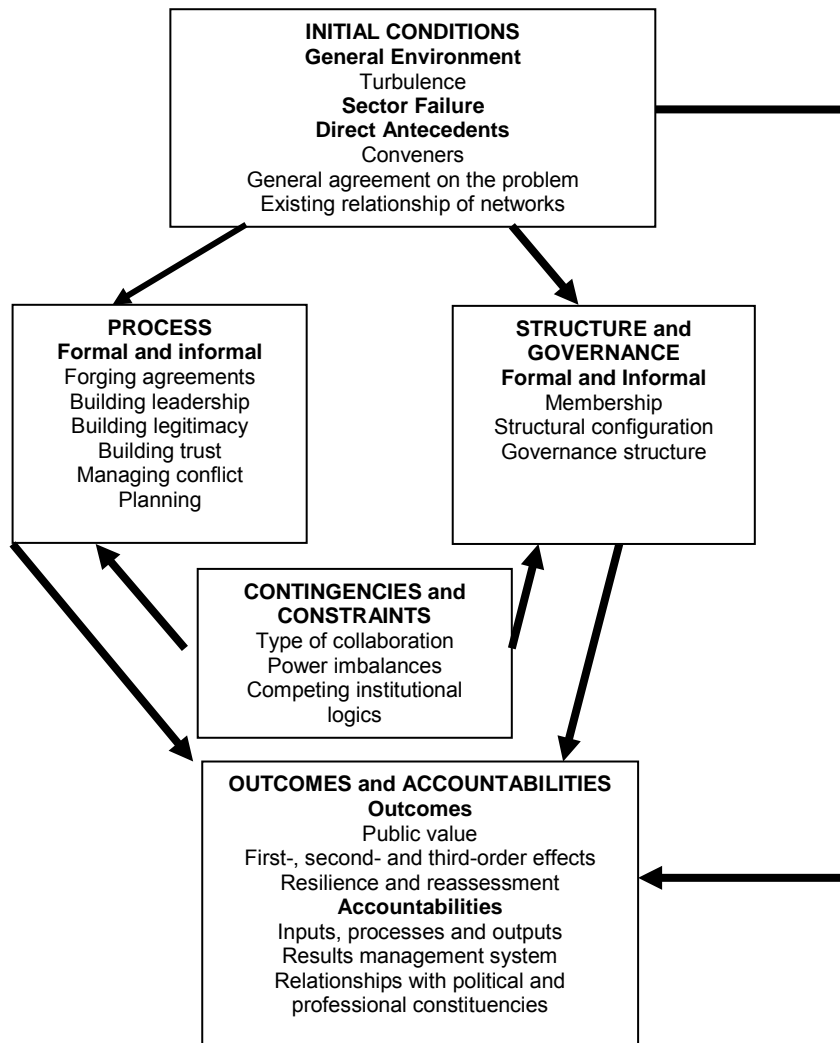 INITIAL CONDITIONS
General Environment
Turbulence
Sector Failure
Direct Antecedents
Conveners
General agreement on the problem
Existing relationship of networks
PROCESS
Formal and informal
Forging agreements
Building leadership
Building legitimacy
Building trust
Managing conflict
Planning
STRUCTURE and
GOVERNANCE
Formal and Informal
Membership
Structural configuration
Governance structure
CONTINGENCIES and
CONSTRAINTS
Type of collaboration
Power imbalances
Competing institutional
logics
OUTCOMES and ACCOUNTABILITIES
Outcomes
Public value
First-, second- and third-order effects
Resilience and reassessment
Accountabilities
Inputs, processes and outputs
Results management system
Relationships with political and
professional constituencies